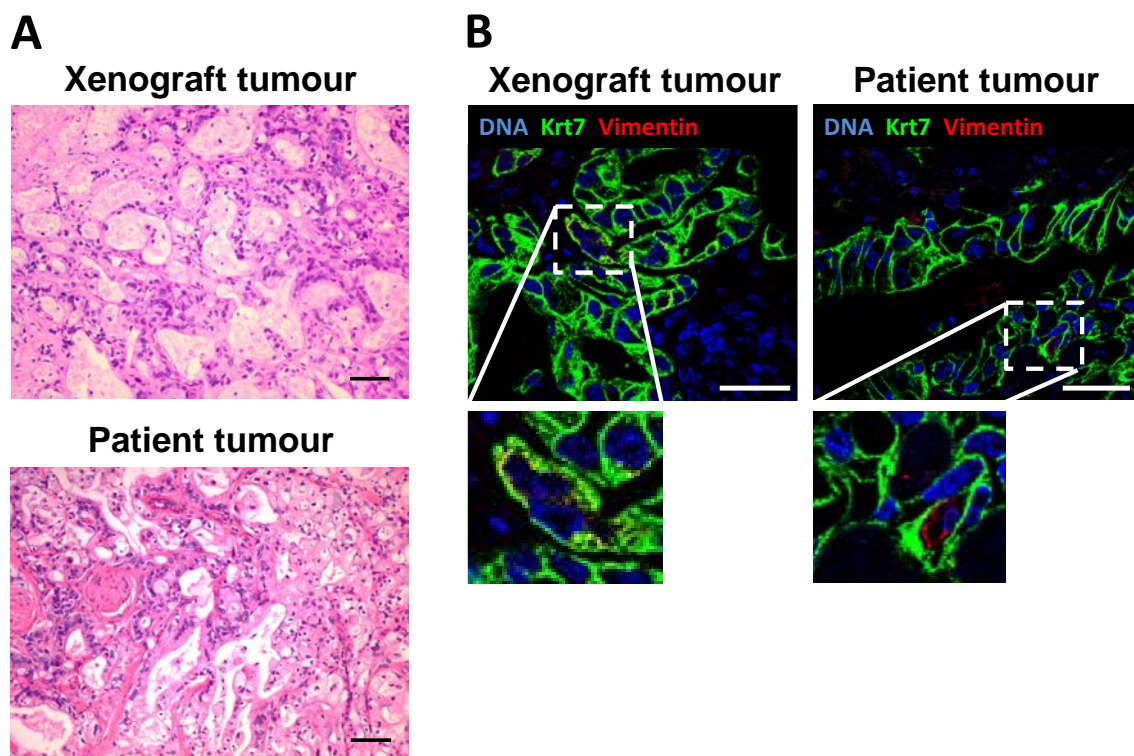 A
Xenograft tumour
Patient tumour
B
Xenograft tumour
Patient tumour
DNA Krt7 Vimentin
DNA Krt7 Vimentin